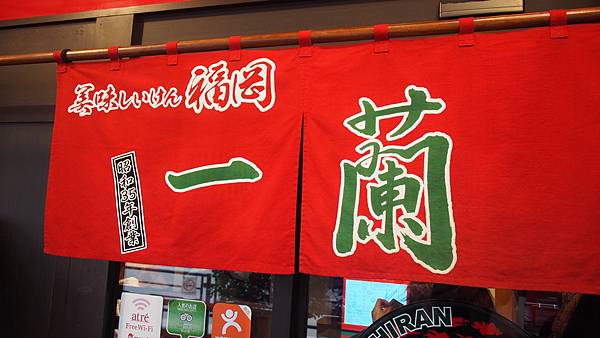 美味しいけん 福岡
一蘭
昭和35年創業
atré
Free Wi-Fi
ICHIRAN